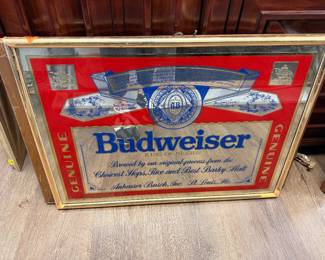 Budweiser
KING OF BEERS
GENUINE
GENUINE
Brewed by our original process from the
Choicest Hops, Rice and Best Barley Malt
Anheuser-Busch, Inc. St. Louis, Mo.